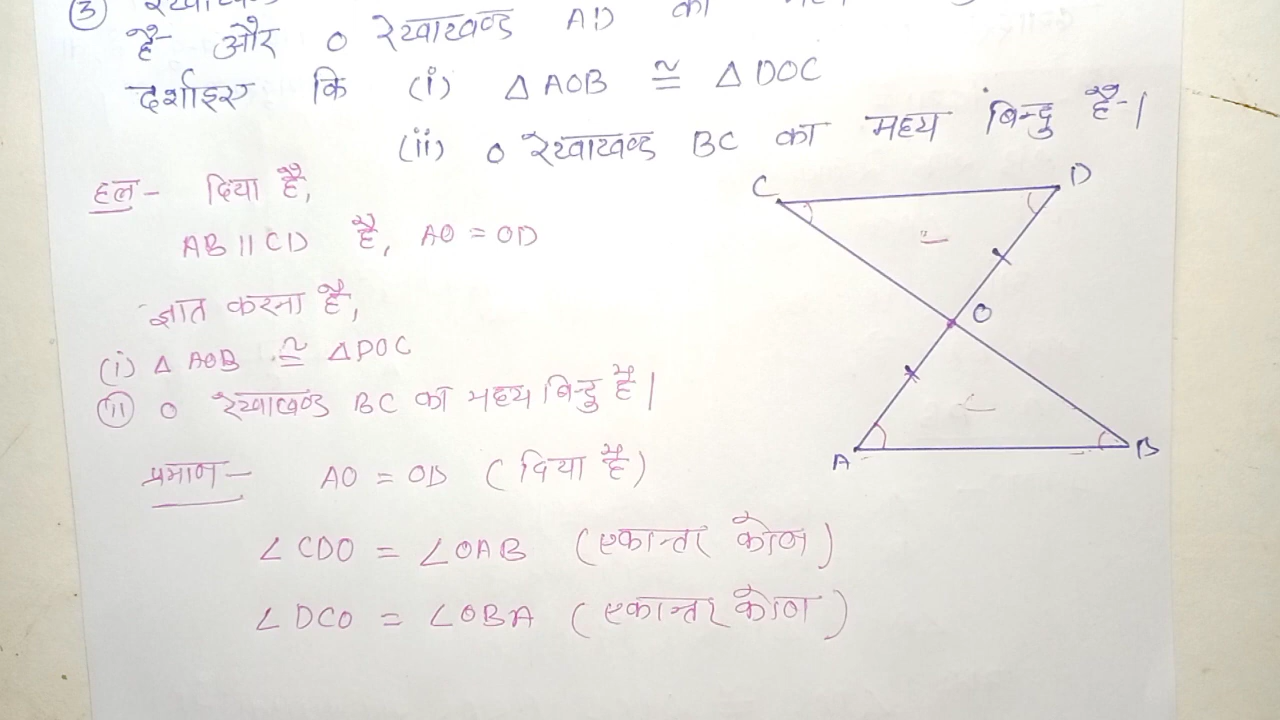 ③
है और O रेखाखण्ड AD का
दर्शाइए कि (i) △ AOB ≅ △ DOC
(ii) O रेखाखण्ड BC का मध्य बिन्दु है।
हल- दिया है,
AB || CD है, AO = OD
ज्ञात करना है,
(i) △ AOB ≅ △DOC
(ii) O रेखाखण्ड BC का मध्य बिन्दु है।
प्रमाण- AO = OD (दिया है)
∠CDO = ∠OAB (एकान्तर कोण)
∠DCO = ∠OBA (एकान्तर कोण)
C D
O
A B